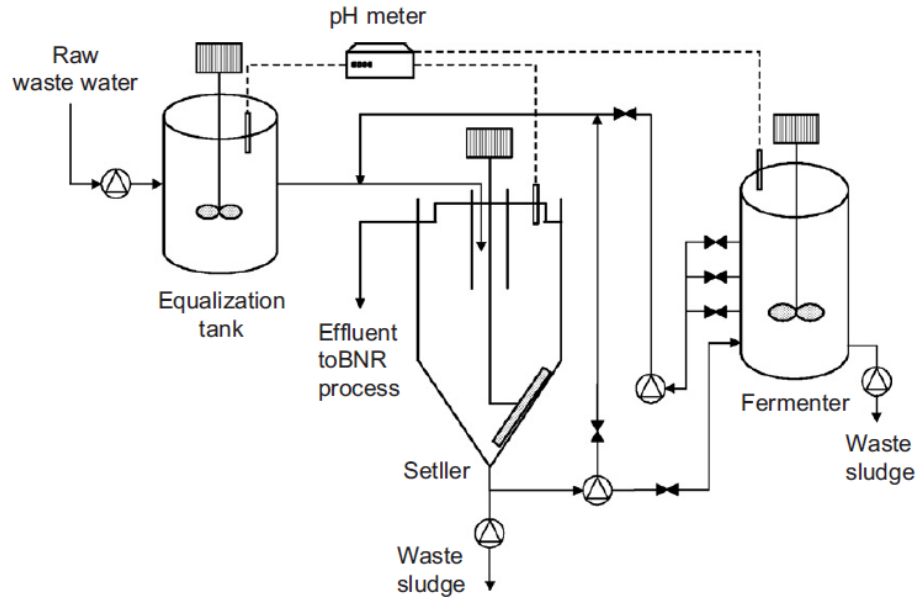 pH meter
Raw
waste water
Equalization
tank
Effluent
toBNR
process
Setller
Fermenter
Waste
sludge
Waste
sludge